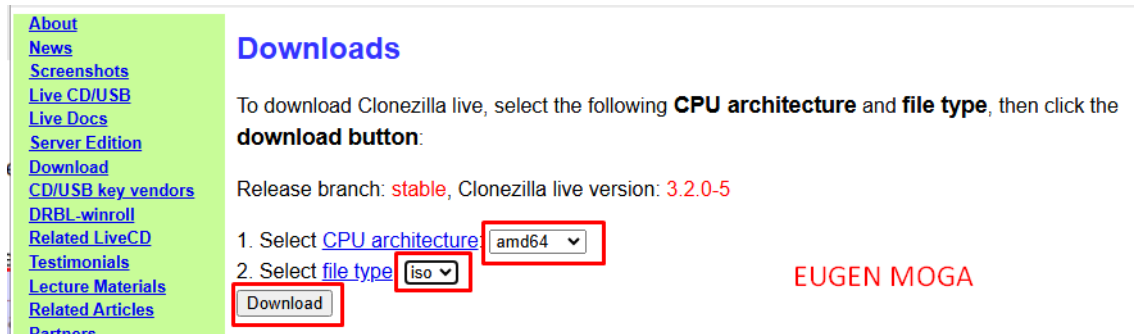 About
News
Screenshots
Live CD/USB
Live Docs
Server Edition
Download
CD/USB key vendors
DRBL-winroll
Related LiveCD
Testimonials
Lecture Materials
Related Articles
Partners
Downloads
To download Clonezilla live, select the following CPU architecture and file type, then click the
download button:
Release branch: stable, Clonezilla live version: 3.2.0-5
1. Select CPU architecture: amd64
2. Select file type: iso
Download
EUGEN MOGA